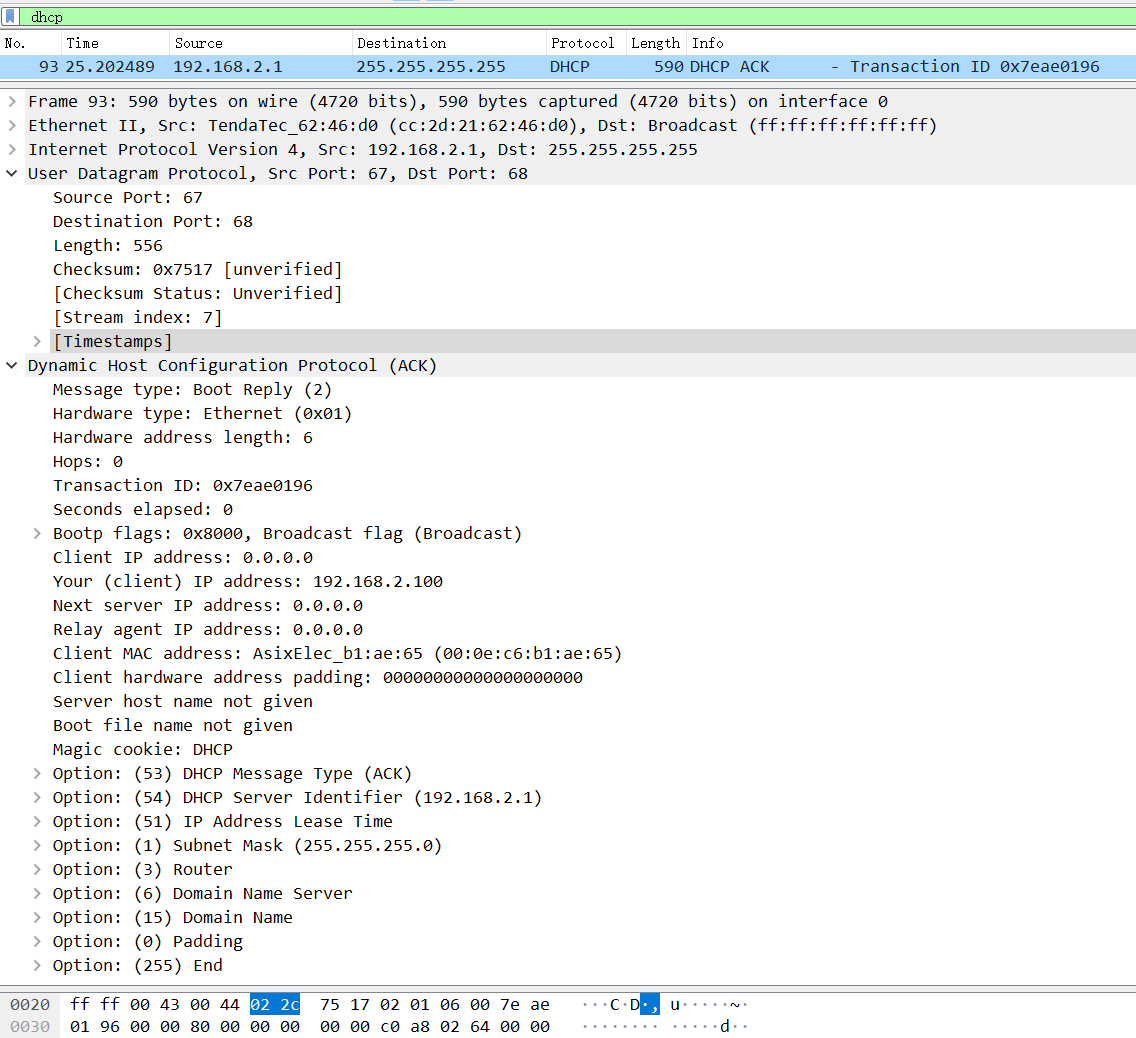 dhcp
No. Time Source Destination Protocol Length Info
93 25.202489 192.168.2.1 255.255.255.255 DHCP 590 DHCP ACK - Transaction ID 0x7eae0196
Frame 93: 590 bytes on wire (4720 bits), 590 bytes captured (4720 bits) on interface 0
Ethernet II, Src: TendaTec_62:46:d0 (cc:2d:21:62:46:d0), Dst: Broadcast (ff:ff:ff:ff:ff:ff)
Internet Protocol Version 4, Src: 192.168.2.1, Dst: 255.255.255.255
User Datagram Protocol, Src Port: 67, Dst Port: 68
Source Port: 67
Destination Port: 68
Length: 556
Checksum: 0x7517 [unverified]
[Checksum Status: Unverified]
[Stream index: 7]
[Timestamps]
Dynamic Host Configuration Protocol (ACK)
Message type: Boot Reply (2)
Hardware type: Ethernet (0x01)
Hardware address length: 6
Hops: 0
Transaction ID: 0x7eae0196
Seconds elapsed: 0
Bootp flags: 0x8000, Broadcast flag (Broadcast)
Client IP address: 0.0.0.0
Your (client) IP address: 192.168.2.100
Next server IP address: 0.0.0.0
Relay agent IP address: 0.0.0.0
Client MAC address: AsixElec_b1:ae:65 (00:0e:c6:b1:ae:65)
Client hardware address padding: 00000000000000000000
Server host name not given
Boot file name not given
Magic cookie: DHCP
Option: (53) DHCP Message Type (ACK)
Option: (54) DHCP Server Identifier (192.168.2.1)
Option: (51) IP Address Lease Time
Option: (1) Subnet Mask (255.255.255.0)
Option: (3) Router
Option: (6) Domain Name Server
Option: (15) Domain Name
Option: (0) Padding
Option: (255) End
0020 ff ff 00 43 00 44 02 2c 75 17 02 01 06 00 7e ae ···C·D·, u·····~·
0030 01 96 00 00 80 00 00 00 00 00 c0 a8 02 64 00 00 ········ ·····d··